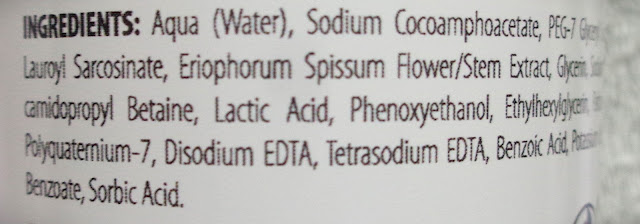 INGREDIENTS: Aqua (Water), Sodium Cocoamphoacetate, PEG-7
Lauroyl Sarcosinate, Eriophorum Spissum Flower/Stem Extract, Glycerin,
camidopropyl Betaine, Lactic Acid, Phenoxyethanol, Ethylhexylglycerin,
Polyquaternium-7, Disodium EDTA, Tetrasodium EDTA, Benzoic Acid,
Benzoate, Sorbic Acid.